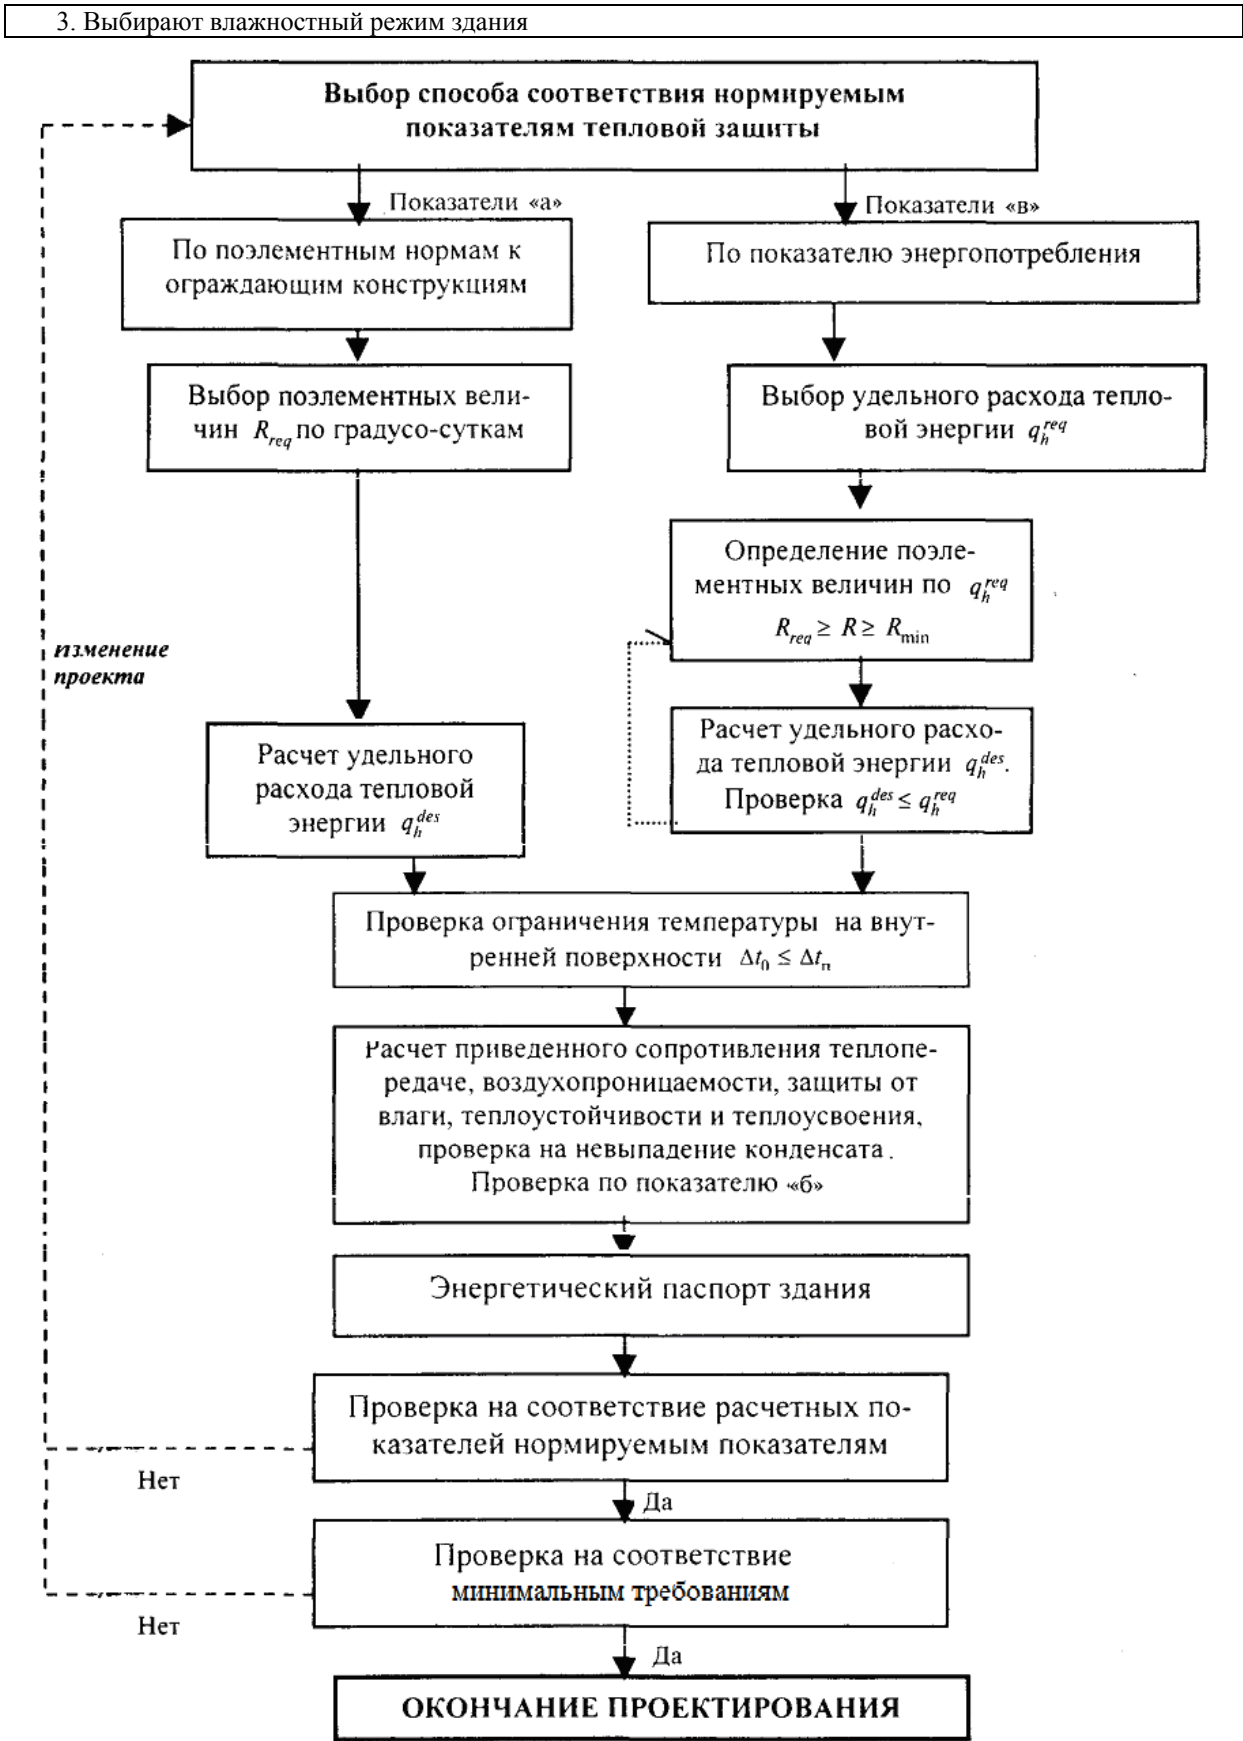 3. Выбирают влажностный режим здания
Выбор способа соответствия нормируемым
показателям тепловой защиты
Показатели «а»
Показатели «в»
По поэлементным нормам к
ограждающим конструкциям
По показателю энергопотребления
Выбор поэлементных вели-
чин R_req по градусо-суткам
Выбор удельного расхода тепло-
вой энергии q_h^req
Определение поэле-
ментных величин по q_h^req
R_req ≥ R ≥ R_min
изменение
проекта
Расчет удельного
расхода тепловой
энергии q_h^des
Расчет удельного расхо-
да тепловой энергии q_h^des.
Проверка q_h^des ≤ q_h^req
Проверка ограничения температуры на внут-
ренней поверхности Δt_0 ≤ Δt_п
Расчет приведенного сопротивления теплопе-
редаче, воздухопроницаемости, защиты от
влаги, теплоустойчивости и теплоусвоения,
проверка на невыпадение конденсата.
Проверка по показателю «б»
Энергетический паспорт здания
Проверка на соответствие расчетных по-
казателей нормируемым показателям
Нет
Да
Проверка на соответствие
минимальным требованиям
Нет
Да
ОКОНЧАНИЕ ПРОЕКТИРОВАНИЯ